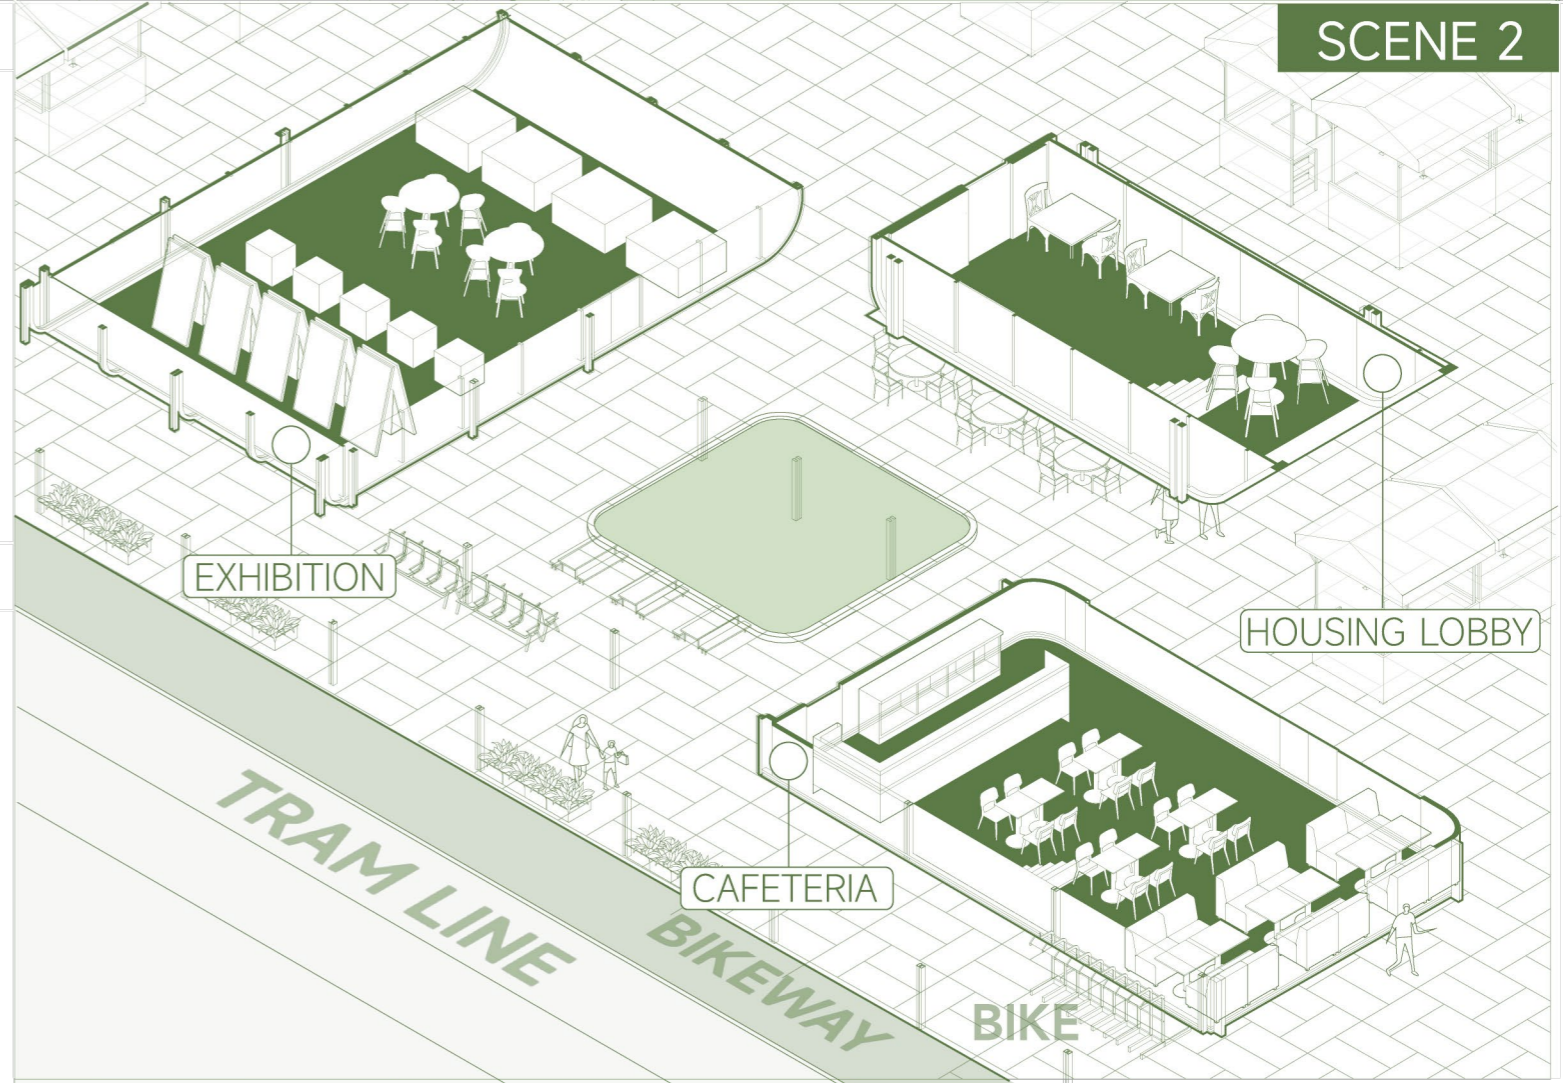 SCENE 2
EXHIBITION
HOUSING LOBBY
CAFETERIA
TRAM LINE
BIKEWAY
BIKE